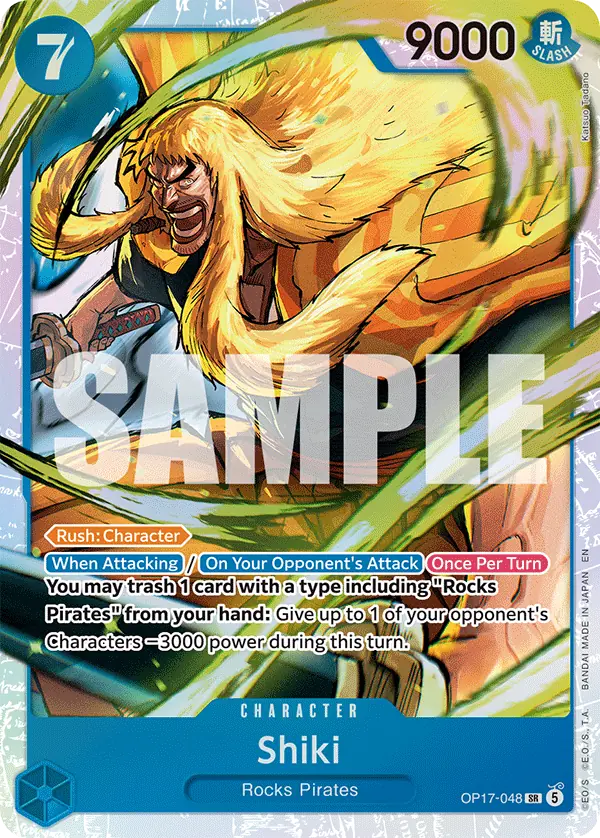 7
9000
斬
SLASH
Katsuo Tadano
SAMPLE
Rush: Character
When Attacking / On Your Opponent's Attack Once Per Turn
You may trash 1 card with a type including "Rocks
Pirates" from your hand: Give up to 1 of your opponent's
Characters −3000 power during this turn.
CHARACTER
Shiki
Rocks Pirates
OP17-048 SR 5
©E.O/S ©E.O./S., T.A. BANDAI MADE IN JAPAN EN